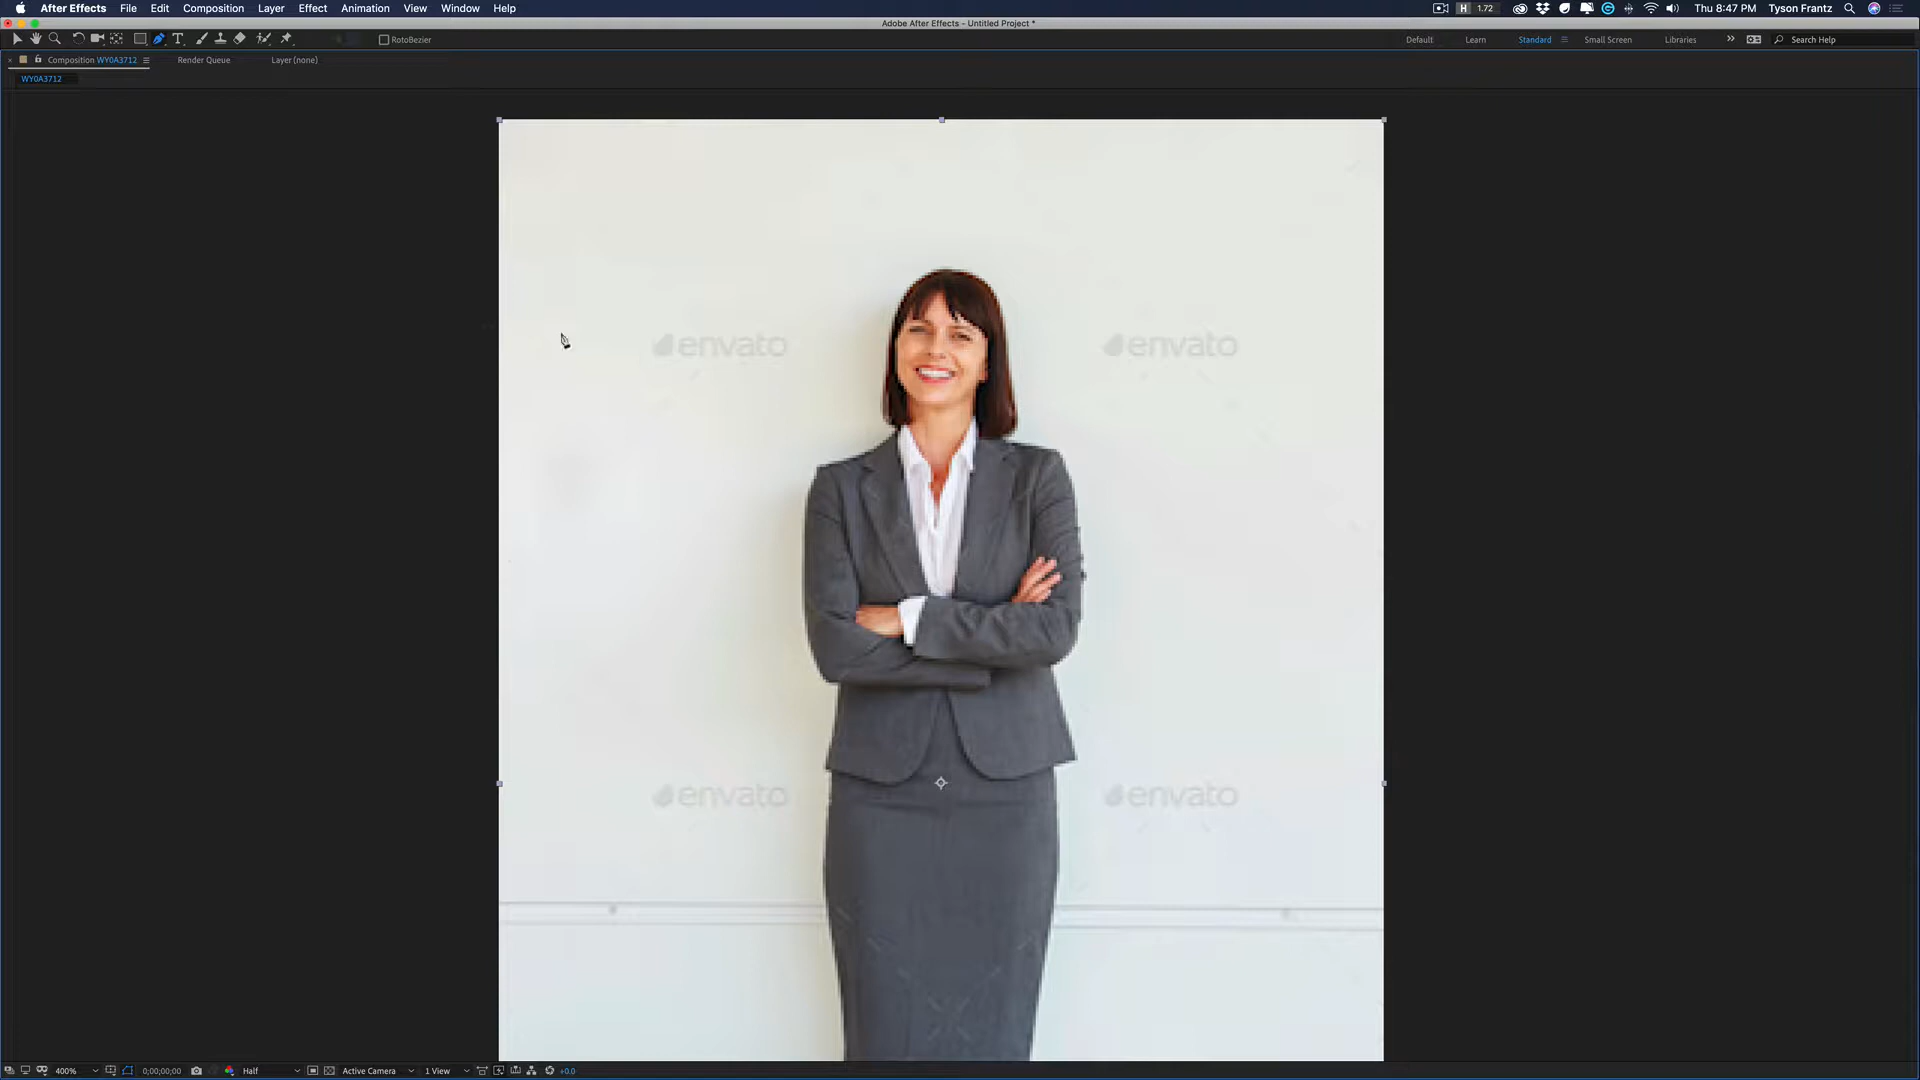 After Effects File Edit Composition Layer Effect Animation View Window Help H 1.72 Thu 8:47 PM Tyson Frantz
Adobe After Effects - Untitled Project *
T RotoBezier Default Learn Standard Small Screen Libraries Search Help
Composition WY0A3712 Render Queue Layer (none)
WY0A3712
envato envato
envato envato
400% 0;00;00;00 Half Active Camera 1 View +0.0